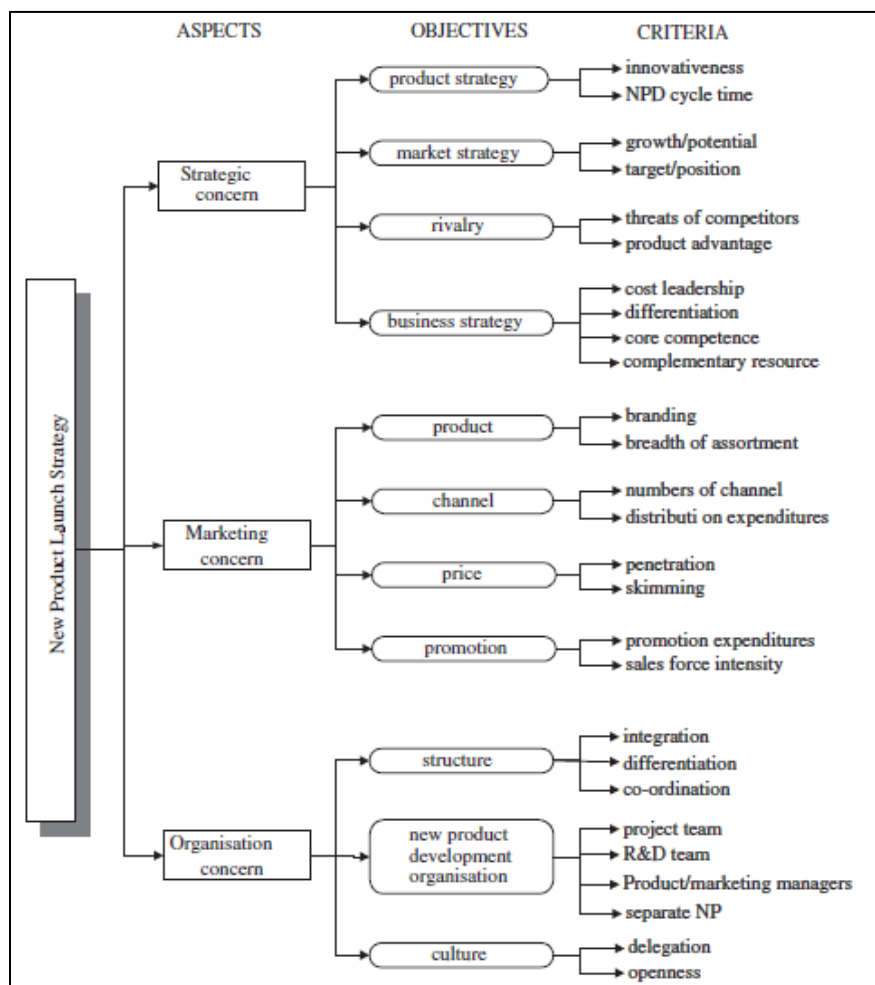 ASPECTS OBJECTIVES CRITERIA
New Product Launch Strategy
Strategic
concern
product strategy
innovativeness
NPD cycle time
market strategy
growth/potential
target/position
rivalry
threats of competitors
product advantage
business strategy
cost leadership
differentiation
core competence
complementary resource
Marketing
concern
product
branding
breadth of assortment
channel
numbers of channel
distributi on expenditures
price
penetration
skimming
promotion
promotion expenditures
sales force intensity
Organisation
concern
structure
integration
differentiation
co-ordination
new product
development
organisation
project team
R&D team
Product/marketing managers
separate NP
culture
delegation
openness